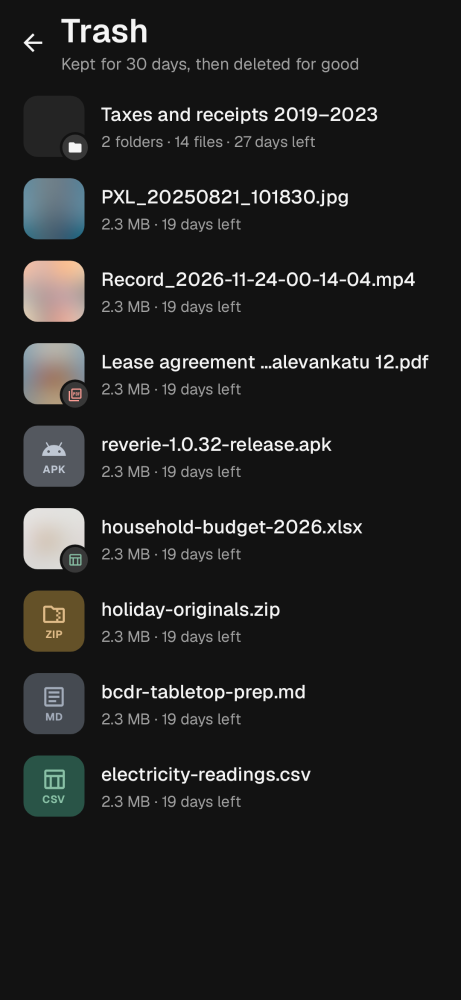 Trash
Kept for 30 days, then deleted for good
Taxes and receipts 2019–2023
2 folders · 14 files · 27 days left
PXL_20250821_101830.jpg
2.3 MB · 19 days left
Record_2026-11-24-00-14-04.mp4
2.3 MB · 19 days left
Lease agreement …alevankatu 12.pdf
2.3 MB · 19 days left
reverie-1.0.32-release.apk
APK
2.3 MB · 19 days left
household-budget-2026.xlsx
2.3 MB · 19 days left
holiday-originals.zip
ZIP
2.3 MB · 19 days left
bcdr-tabletop-prep.md
MD
2.3 MB · 19 days left
electricity-readings.csv
CSV
2.3 MB · 19 days left